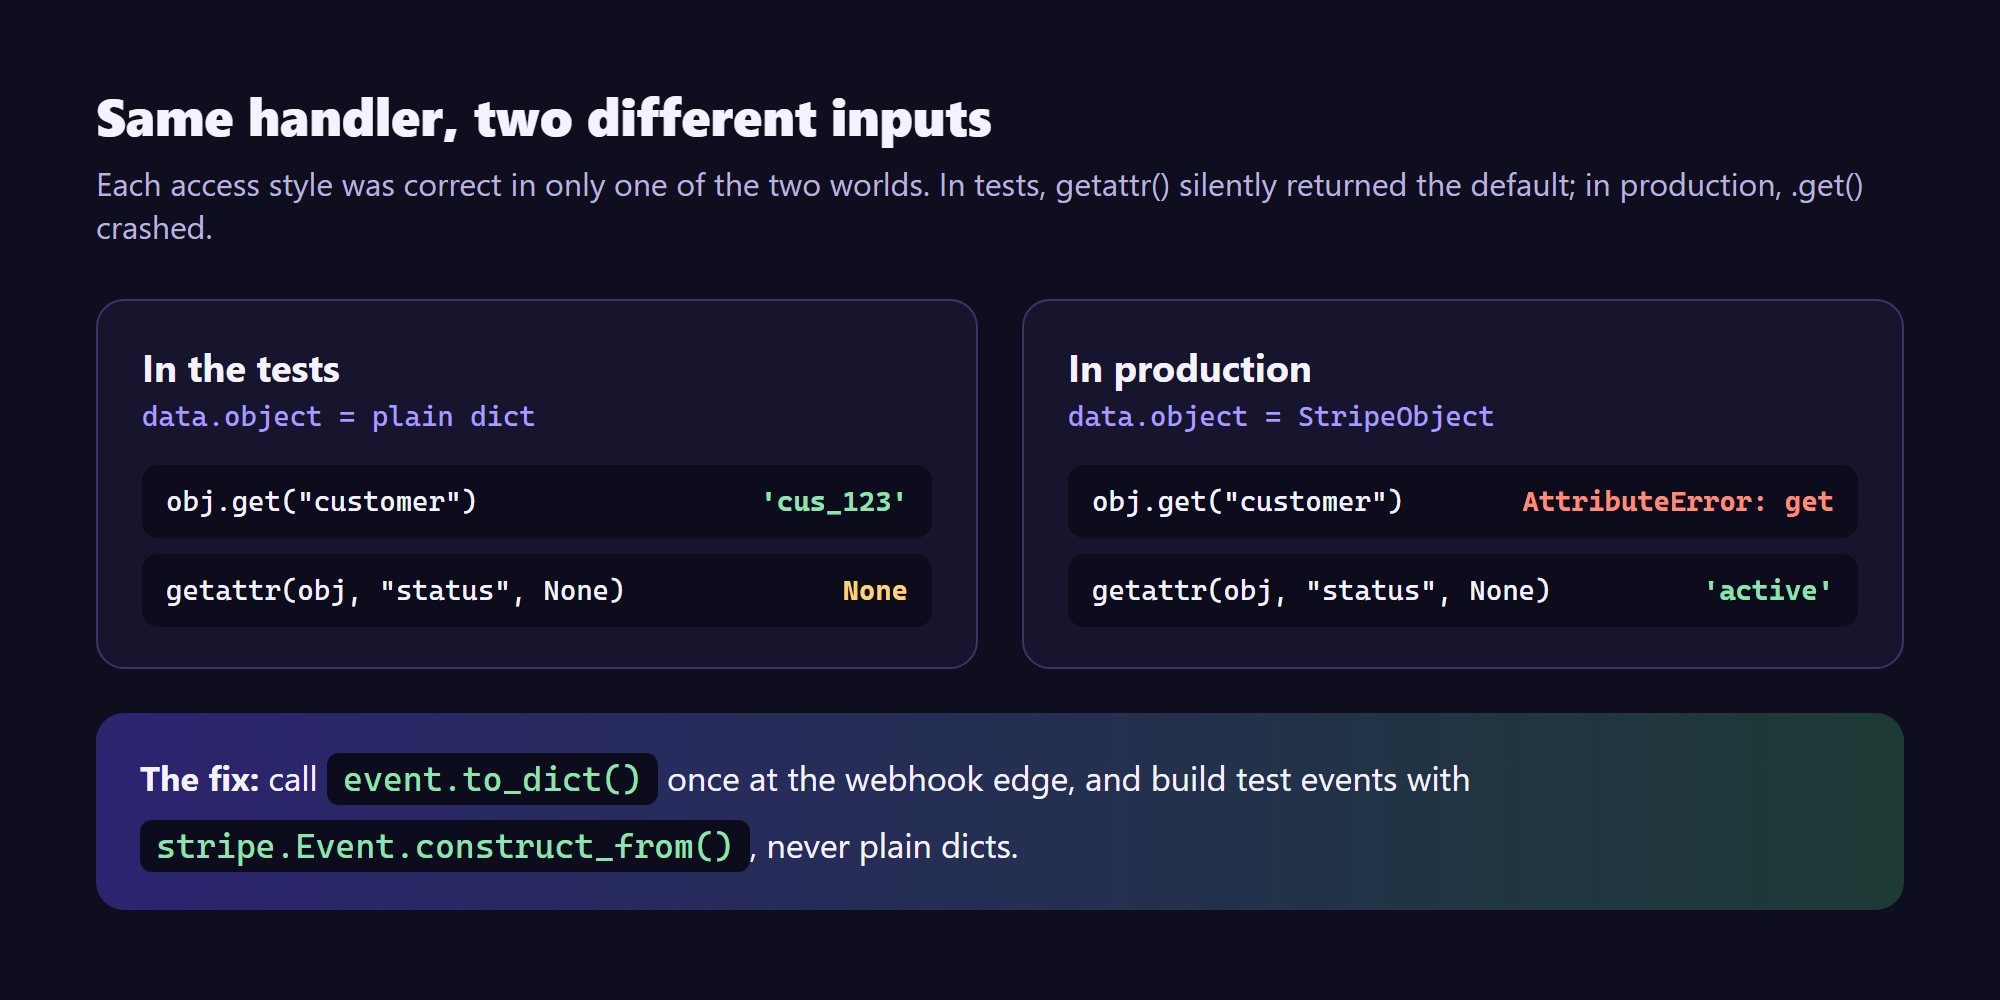 Same handler, two different inputs
Each access style was correct in only one of the two worlds. In tests, getattr() silently returned the default; in production, .get()
crashed.
In the tests
data.object = plain dict
obj.get("customer") 'cus_123'
getattr(obj, "status", None) None
In production
data.object = StripeObject
obj.get("customer") AttributeError: get
getattr(obj, "status", None) 'active'
The fix: call event.to_dict() once at the webhook edge, and build test events with
stripe.Event.construct_from(), never plain dicts.